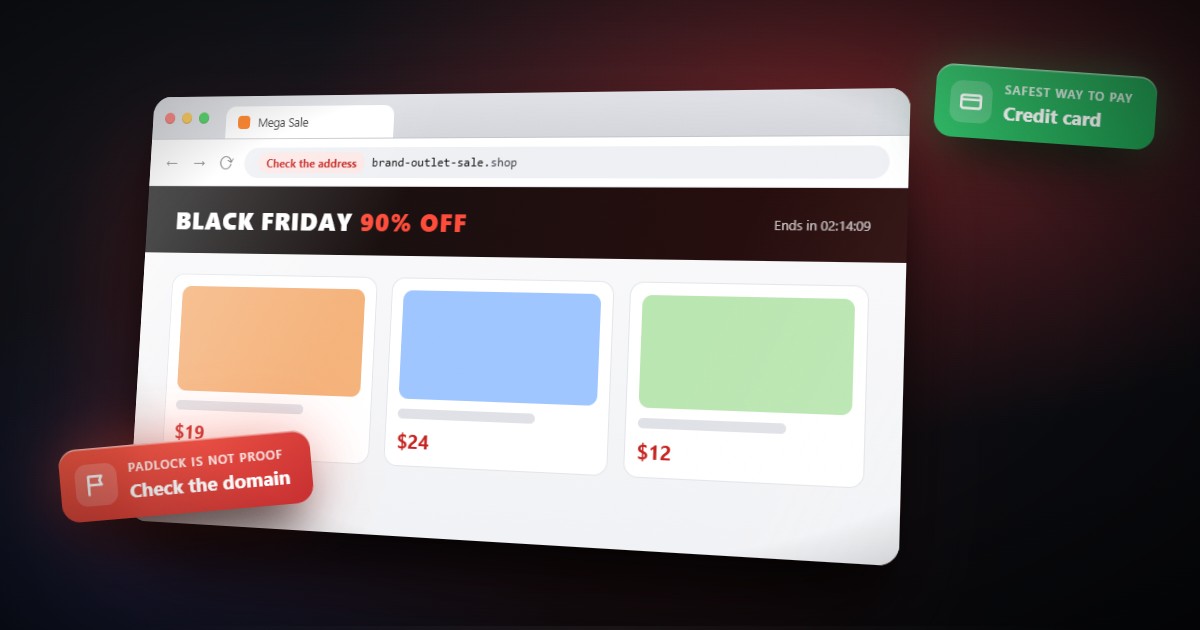 Mega Sale
Check the address brand-outlet-sale.shop
BLACK FRIDAY 90% OFF
Ends in 02:14:09
$19
$24
$12
PADLOCK IS NOT PROOF
Check the domain
SAFEST WAY TO PAY
Credit card